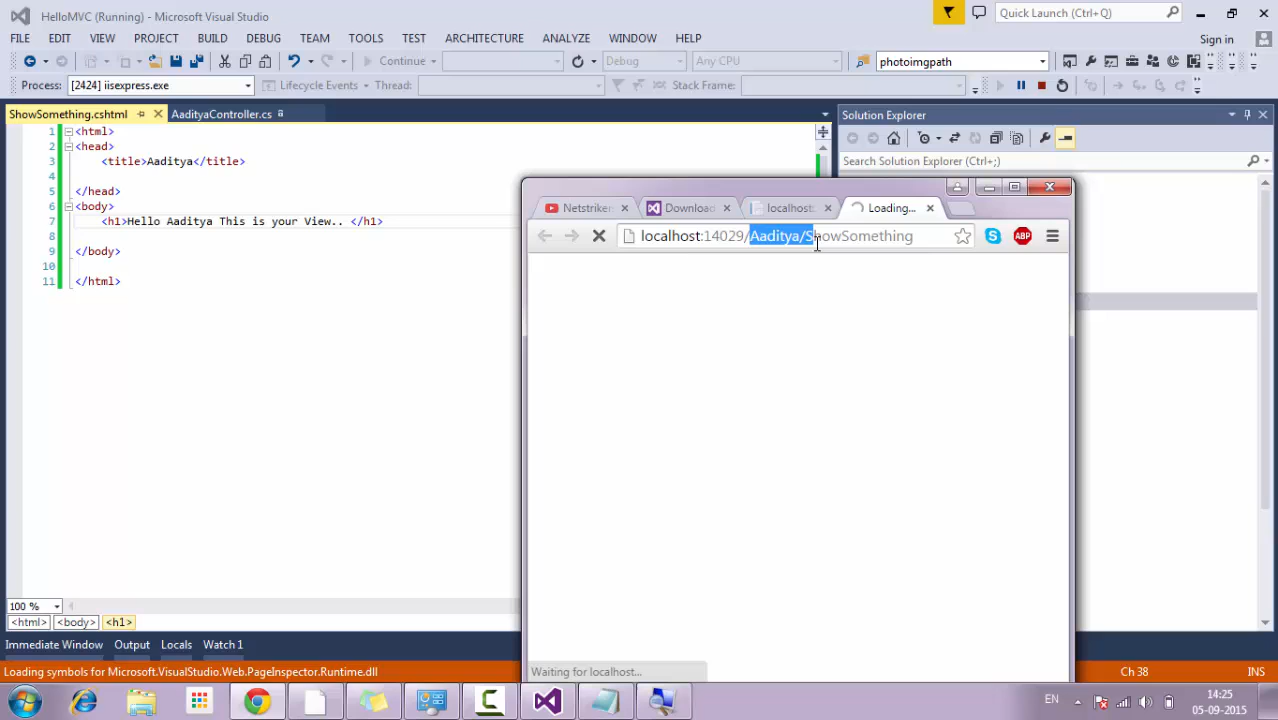 HelloMVC (Running) - Microsoft Visual Studio
Quick Launch (Ctrl+Q)
FILE EDIT VIEW PROJECT BUILD DEBUG TEAM TOOLS TEST ARCHITECTURE ANALYZE WINDOW HELP
Sign in
Continue
Debug
Any CPU
photoimgpath
Process: [2424] iisexpress.exe
Lifecycle Events
Thread:
Stack Frame:
ShowSomething.cshtml
AadityaController.cs
Solution Explorer
Search Solution Explorer (Ctrl+;)
1 <html>
2 <head>
3 <title>Aaditya</title>
4
5 </head>
6 <body>
7 <h1>Hello Aaditya This is your View.. </h1>
8
9 </body>
10
11 </html>
Netstriker
Download
localhost:
Loading...
localhost:14029/Aaditya/ShowSomething
ABP
Waiting for localhost...
100 %
<html> <body> <h1>
Immediate Window Output Locals Watch 1
Loading symbols for Microsoft.VisualStudio.Web.PageInspector.Runtime.dll
Ch 38
INS
EN
14:25
05-09-2015